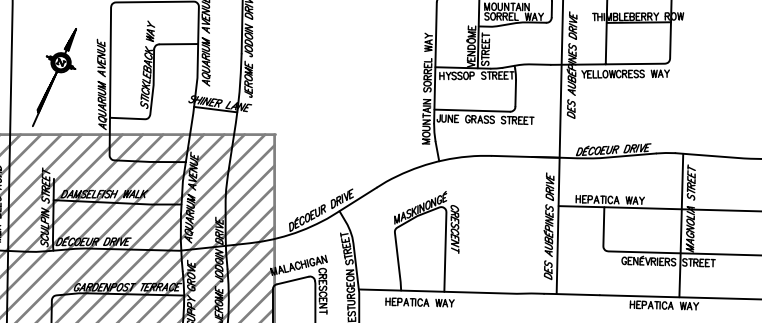 MOUNTAIN
SORREL WAY
THIMBLEBERRY ROW
AQUARIUM AVENUE
STICKLEBACK WAY
AQUARIUM AVENUE
JEROME JODOIN DRIVE
MOUNTAIN SORREL WAY
VENDÔME
STREET
DES AUBÉPINES DRIVE
N
HYSSOP STREET
YELLOWCRESS WAY
SHINER LANE
JUNE GRASS STREET
DÉCOEUR DRIVE
SCULPIN STREET
DAMSELFISH WALK
AQUARIUM AVENUE
DÉCOEUR DRIVE
MASKINONGÉ
CRESCENT
DES AUBÉPINES DRIVE
HEPATICA WAY
MAGNOLIA STREET
DÉCOEUR DRIVE
JEROME JODOIN DRIVE
GENÉVRIERS STREET
MALACHIGAN
CRESCENT
GARDENPOST TERRACE
GUPPY GROVE
ESTURGEON STREET
HEPATICA WAY
HEPATICA WAY